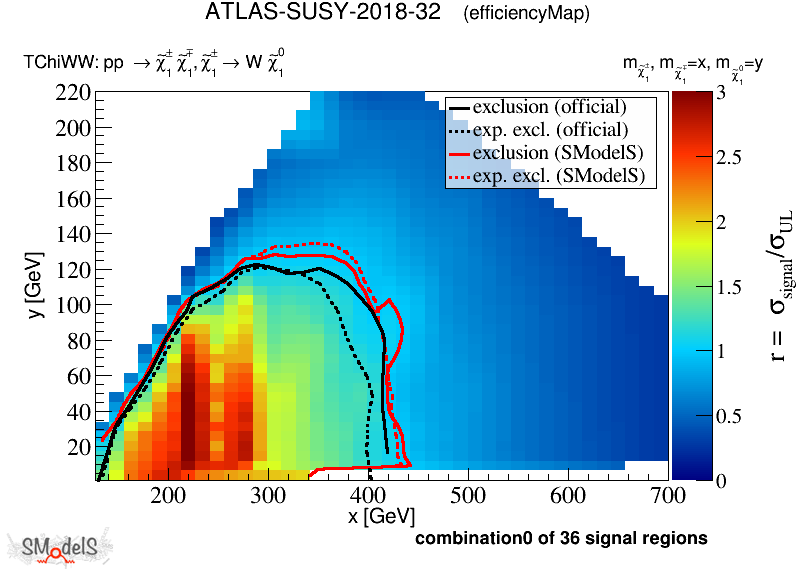 ATLAS-SUSY-2018-32 (efficiencyMap)
TChiWW: pp → χ̃₁^± χ̃₁^∓, χ̃₁^± → W χ̃₁^0
m_χ̃₁^±, m_χ̃₁^∓=x, m_χ̃₁^0=y
exclusion (official)
exp. excl. (official)
exclusion (SModelS)
exp. excl. (SModelS)
220
200
180
160
140
120
100
80
60
40
20
y [GeV]
200 300 400 500 600 700
x [GeV]
3
2.5
2
1.5
1
0.5
0
r = σ_signal/σ_UL
SModelS
combination0 of 36 signal regions